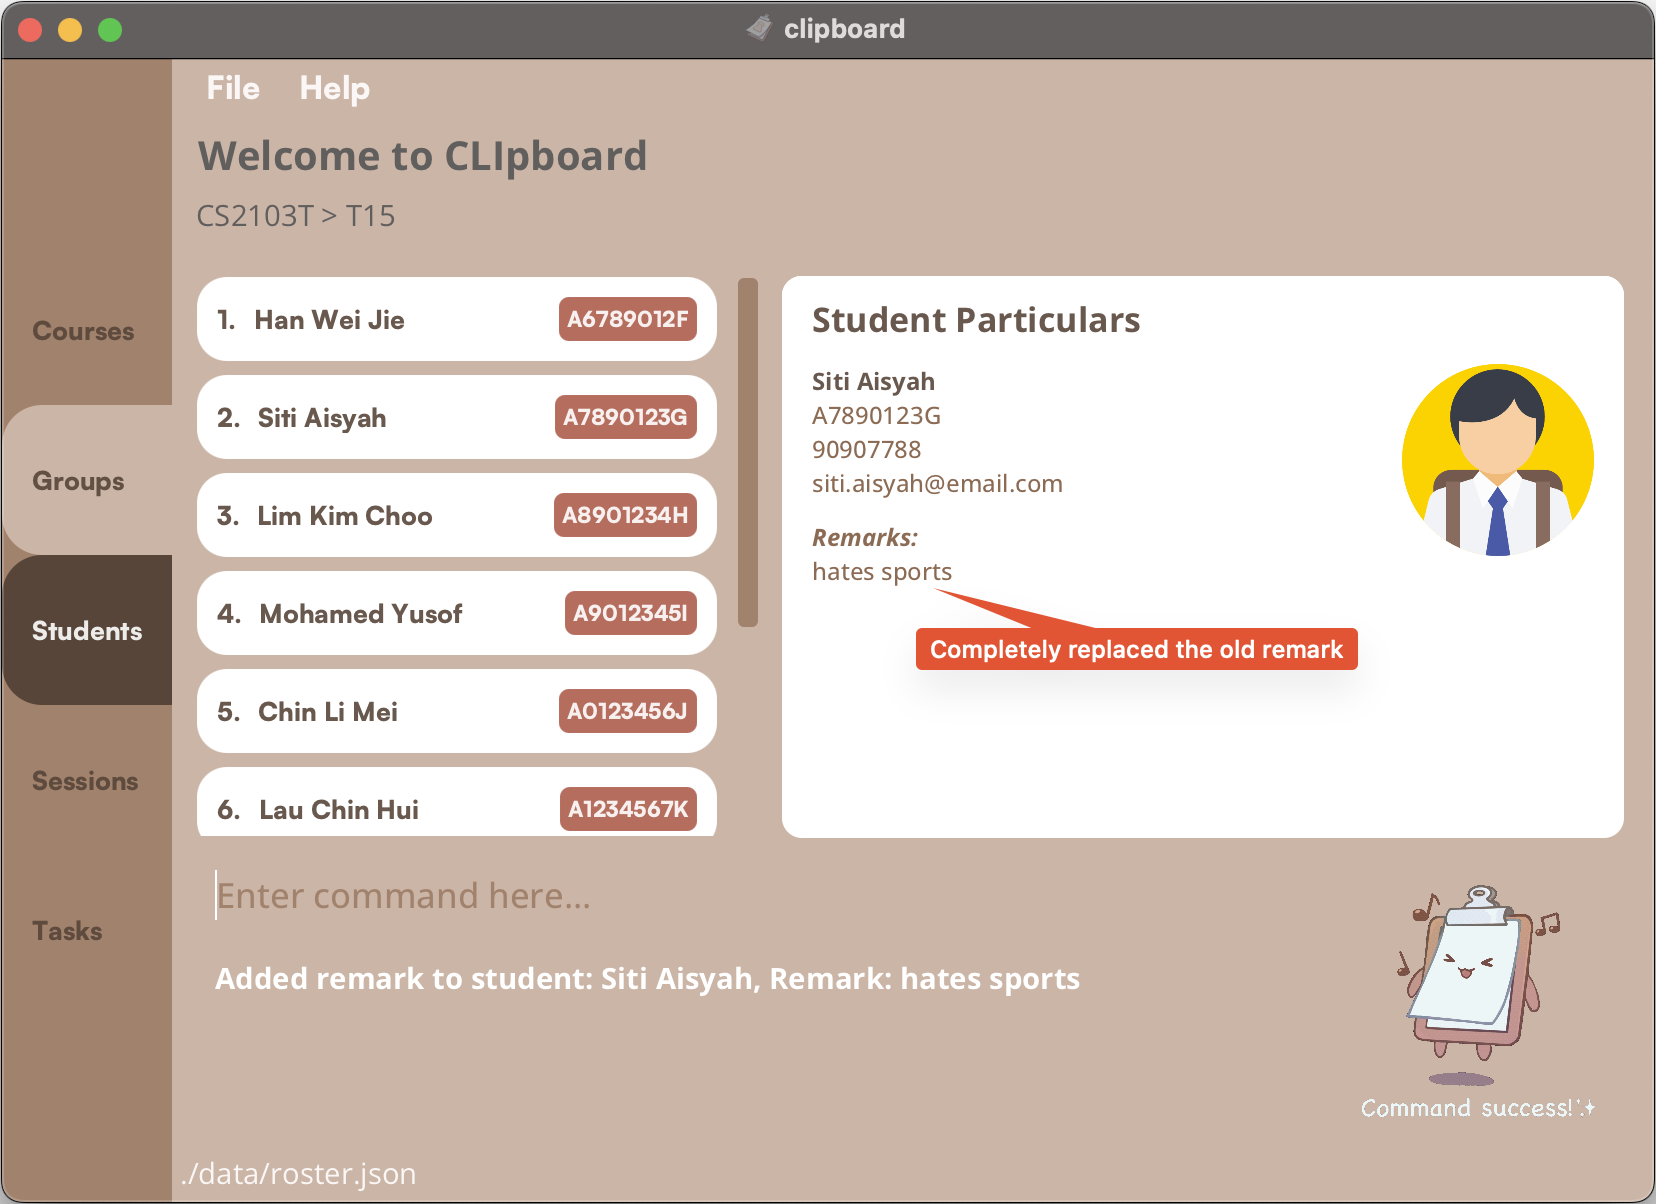 clipboard
File Help
Welcome to CLIpboard
CS2103T > T15
Courses
Groups
Students
Sessions
Tasks
1. Han Wei Jie A6789012F
2. Siti Aisyah A7890123G
3. Lim Kim Choo A8901234H
4. Mohamed Yusof A9012345I
5. Chin Li Mei A0123456J
6. Lau Chin Hui A1234567K
Student Particulars
Siti Aisyah
A7890123G
90907788
siti.aisyah@email.com
Remarks:
hates sports
Completely replaced the old remark
Enter command here...
Added remark to student: Siti Aisyah, Remark: hates sports
Command success!
./data/roster.json